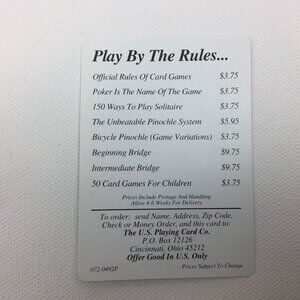 Play By The Rules...
Official Rules Of Card Games $3.75
Poker Is The Name Of The Game $3.75
150 Ways To Play Solitaire $3.75
The Unbeatable Pinochle System $5.95
Bicycle Pinochle (Game Variations) $3.75
Beginning Bridge $9.75
Intermediate Bridge $9.75
50 Card Games For Children $3.75
Prices Include Postage And Handling
Allow 4-6 Weeks For Delivery
To order: send Name, Address, Zip Code,
Check or Money Order, and this card to:
The U.S. Playing Card Co.
P.O. Box 12126
Cincinnati, Ohio 45212
Offer Good In U.S. Only
072-0492P Prices Subject To Change